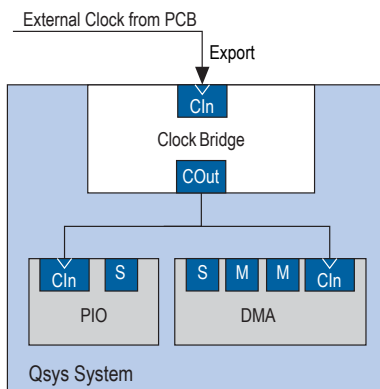 External Clock from PCB
Export
CIn
Clock Bridge
COut
CIn S S M M CIn
PIO DMA
Qsys System